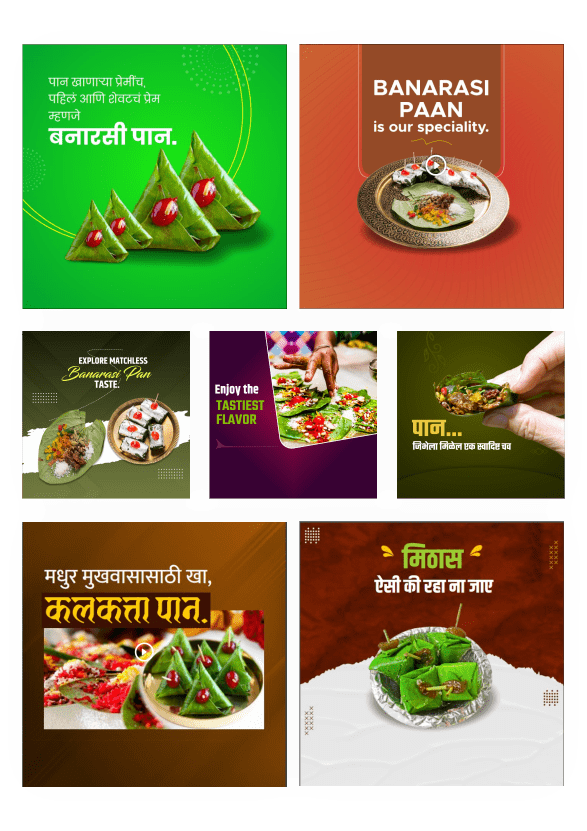 पान खाणाऱ्या प्रेमींच,
पहिलं आणि शेवटचं प्रेम
म्हणजे
बनारसी पान.
BANARASI
PAAN
is our speciality.
EXPLORE MATCHLESS
Banarasi Pan
TASTE.
Enjoy the
TASTIEST
FLAVOR
पान...
जिभेला मिळेल एक स्वादिष्ट चव
मधुर मुखवासासाठी खा,
कलकत्ता पान.
मिठास
ऐसी की रहा ना जाए